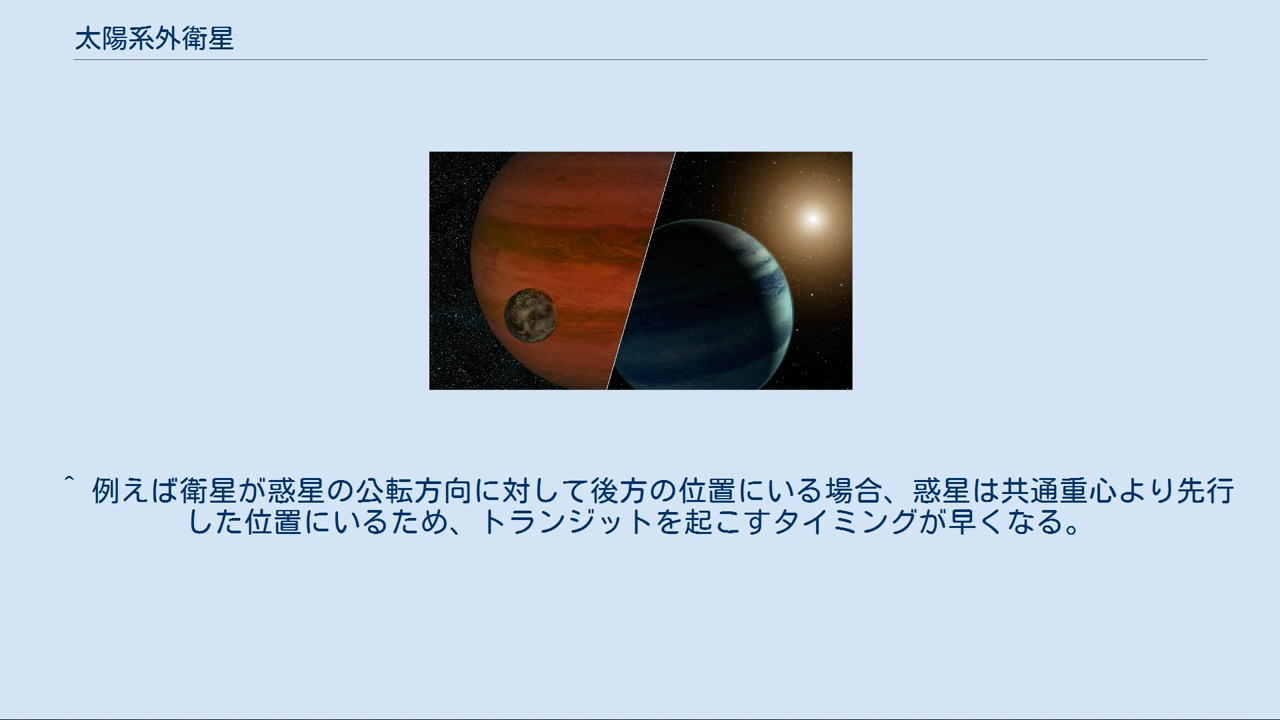 太陽系外衛星
^ 例えば衛星が惑星の公転方向に対して後方の位置にいる場合、惑星は共通重心より先行
した位置にいるため、トランジットを起こすタイミングが早くなる。